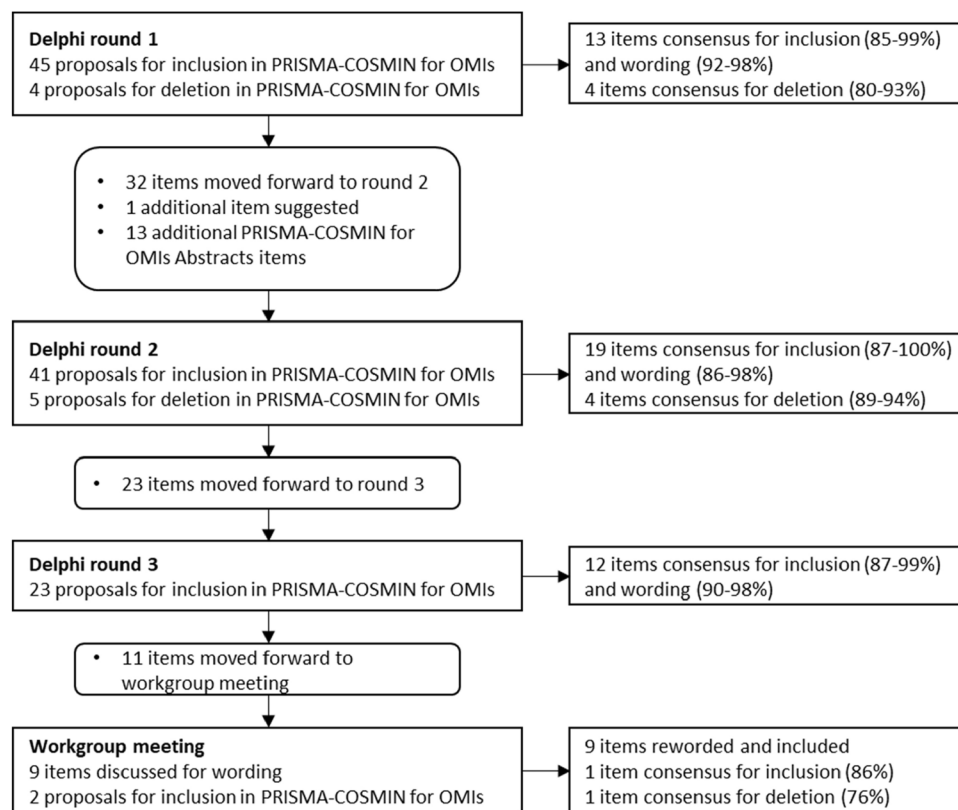 Delphi round 1
45 proposals for inclusion in PRISMA-COSMIN for OMIs
4 proposals for deletion in PRISMA-COSMIN for OMIs
13 items consensus for inclusion (85-99%)
and wording (92-98%)
4 items consensus for deletion (80-93%)
• 32 items moved forward to round 2
• 1 additional item suggested
• 13 additional PRISMA-COSMIN for
OMIs Abstracts items
Delphi round 2
41 proposals for inclusion in PRISMA-COSMIN for OMIs
5 proposals for deletion in PRISMA-COSMIN for OMIs
19 items consensus for inclusion (87-100%)
and wording (86-98%)
4 items consensus for deletion (89-94%)
• 23 items moved forward to round 3
Delphi round 3
23 proposals for inclusion in PRISMA-COSMIN for OMIs
12 items consensus for inclusion (87-99%)
and wording (90-98%)
• 11 items moved forward to
workgroup meeting
Workgroup meeting
9 items discussed for wording
2 proposals for inclusion in PRISMA-COSMIN for OMIs
9 items reworded and included
1 item consensus for inclusion (86%)
1 item consensus for deletion (76%)